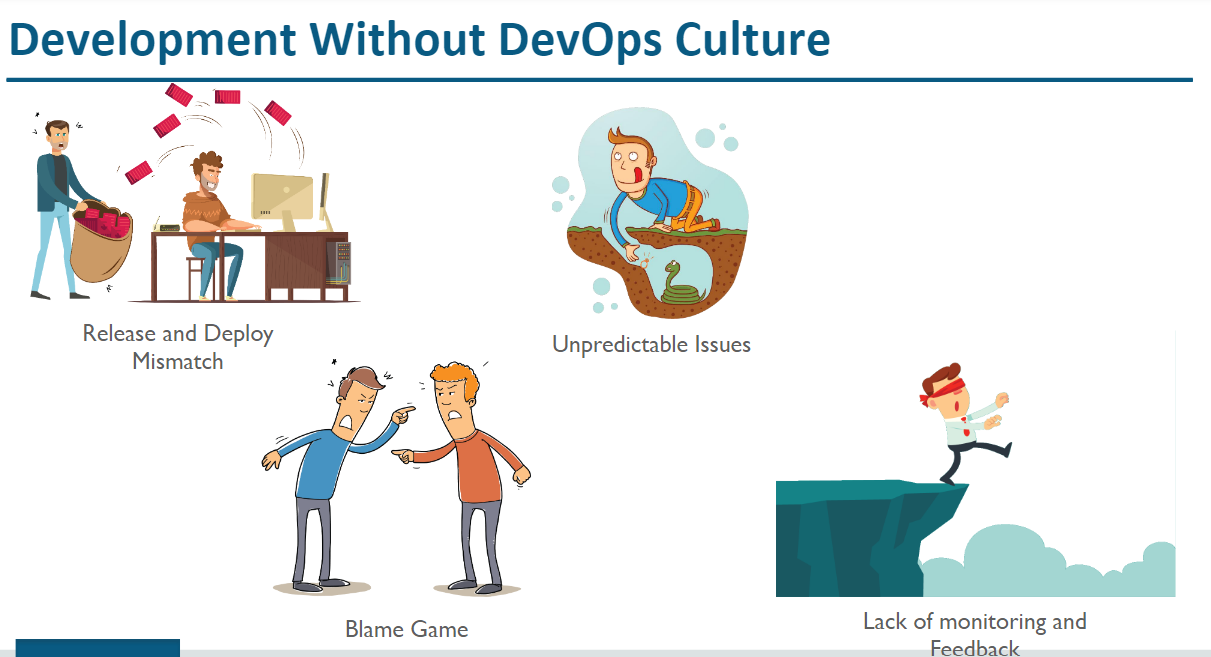 Development Without DevOps Culture
Release and Deploy
Mismatch
Unpredictable Issues
Blame Game
Lack of monitoring and
Feedback